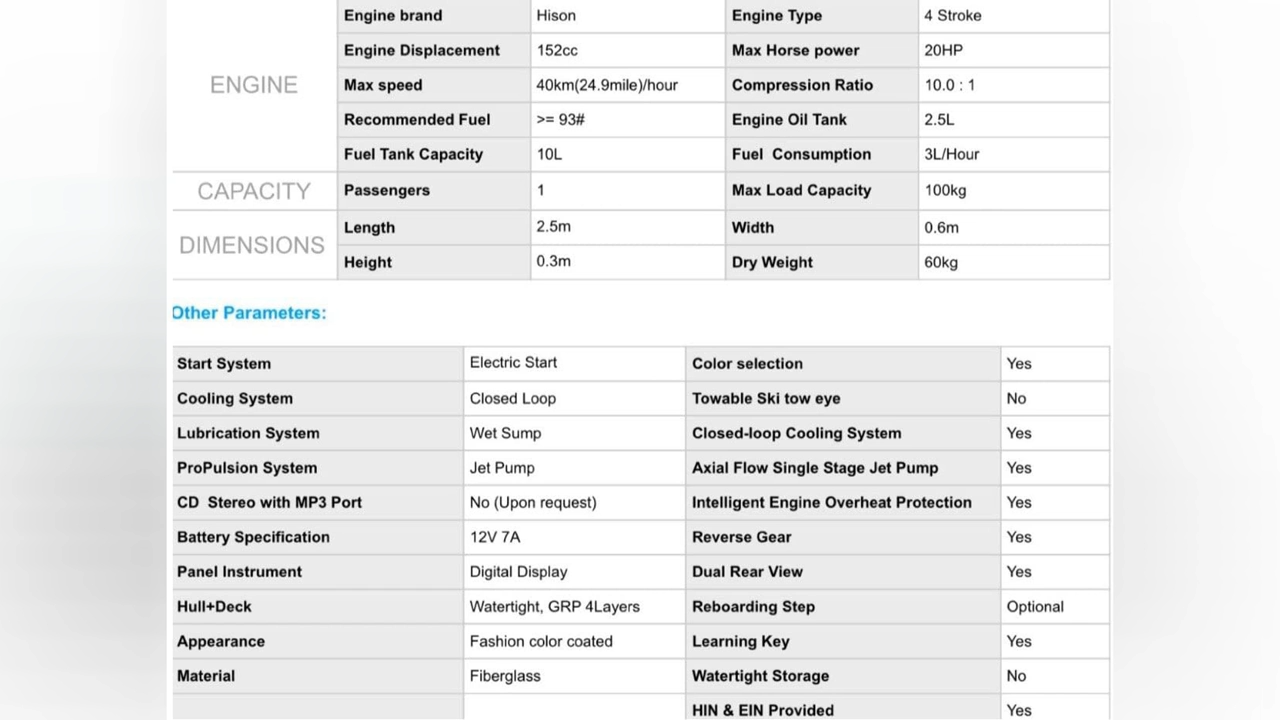 Engine brand Hison Engine Type 4 Stroke
Engine Displacement 152cc Max Horse power 20HP
ENGINE Max speed 40km(24.9mile)/hour Compression Ratio 10.0 : 1
Recommended Fuel >= 93# Engine Oil Tank 2.5L
Fuel Tank Capacity 10L Fuel Consumption 3L/Hour
CAPACITY Passengers 1 Max Load Capacity 100kg
DIMENSIONS Length 2.5m Width 0.6m
Height 0.3m Dry Weight 60kg
Other Parameters:
Start System Electric Start Color selection Yes
Cooling System Closed Loop Towable Ski tow eye No
Lubrication System Wet Sump Closed-loop Cooling System Yes
ProPulsion System Jet Pump Axial Flow Single Stage Jet Pump Yes
CD Stereo with MP3 Port No (Upon request) Intelligent Engine Overheat Protection Yes
Battery Specification 12V 7A Reverse Gear Yes
Panel Instrument Digital Display Dual Rear View Yes
Hull+Deck Watertight, GRP 4Layers Reboarding Step Optional
Appearance Fashion color coated Learning Key Yes
Material Fiberglass Watertight Storage No
HIN & EIN Provided Yes